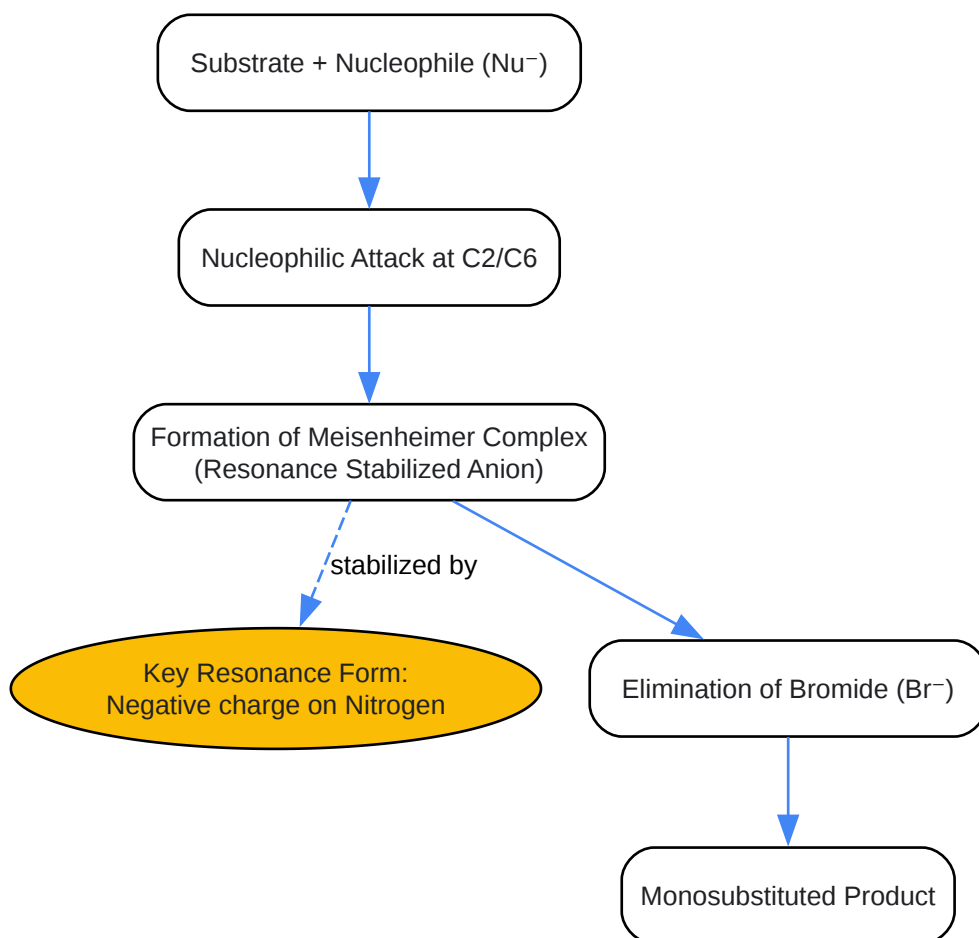 Substrate + Nucleophile (Nu⁻)
Nucleophilic Attack at C2/C6
Formation of Meisenheimer Complex
(Resonance Stabilized Anion)
stabilized by
Key Resonance Form:
Negative charge on Nitrogen
Elimination of Bromide (Br⁻)
Monosubstituted Product